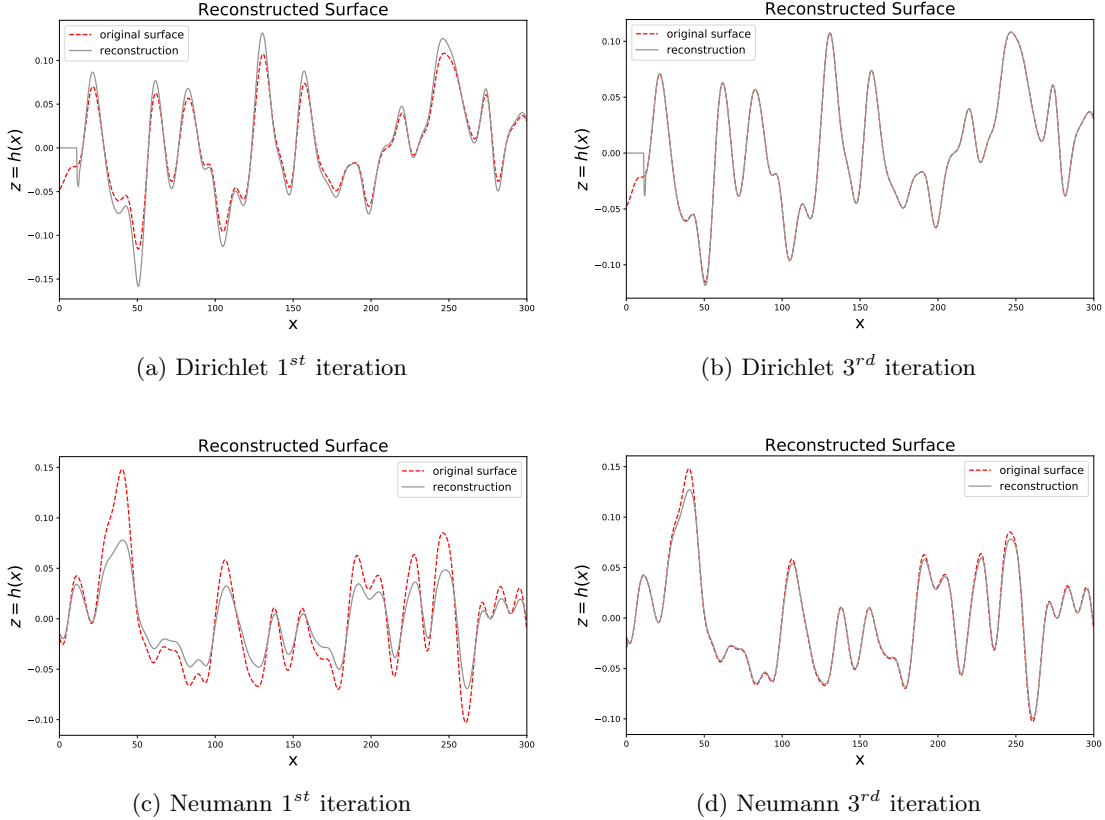 Reconstructed Surface
original surface
reconstruction
z = h(x)
0.10
0.05
0.00
−0.05
−0.10
−0.15
0 50 100 150 200 250 300
x
(a) Dirichlet 1st iteration
Reconstructed Surface
original surface
reconstruction
z = h(x)
0.10
0.05
0.00
−0.05
−0.10
0 50 100 150 200 250 300
x
(b) Dirichlet 3rd iteration
Reconstructed Surface
original surface
reconstruction
z = h(x)
0.15
0.10
0.05
0.00
−0.05
−0.10
0 50 100 150 200 250 300
x
(c) Neumann 1st iteration
Reconstructed Surface
original surface
reconstruction
z = h(x)
0.15
0.10
0.05
0.00
−0.05
−0.10
0 50 100 150 200 250 300
x
(d) Neumann 3rd iteration